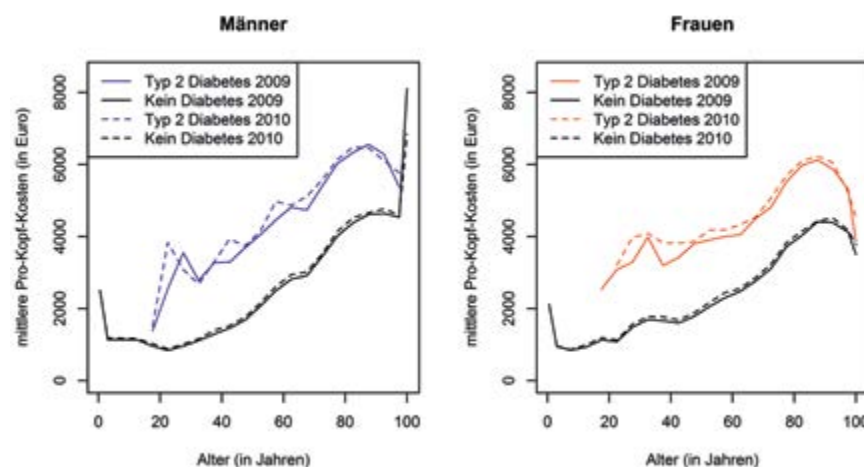 Männer
Typ 2 Diabetes 2009
Kein Diabetes 2009
Typ 2 Diabetes 2010
Kein Diabetes 2010
mittlere Pro-Kopf-Kosten (in Euro)
8000
6000
4000
2000
0
0 20 40 60 80 100
Alter (in Jahren)
Frauen
Typ 2 Diabetes 2009
Kein Diabetes 2009
Typ 2 Diabetes 2010
Kein Diabetes 2010
mittlere Pro-Kopf-Kosten (in Euro)
8000
6000
4000
2000
0
0 20 40 60 80 100
Alter (in Jahren)